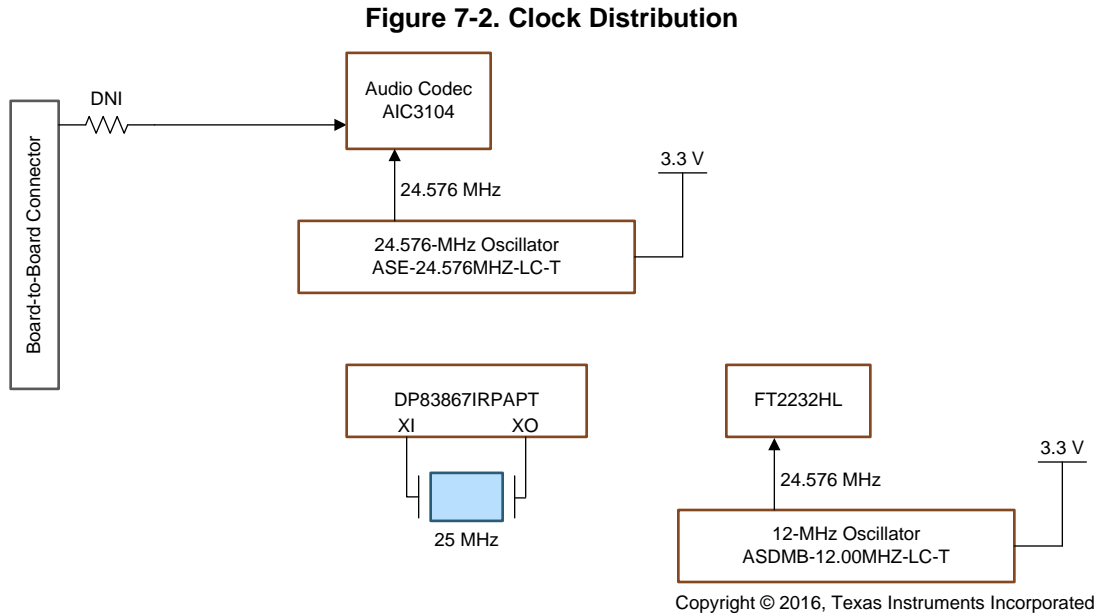 Figure 7-2. Clock Distribution
DNI
Audio Codec
AIC3104
Board-to-Board Connector
24.576 MHz
3.3 V
24.576-MHz Oscillator
ASE-24.576MHZ-LC-T
DP83867IRPAPT
XI XO
25 MHz
FT2232HL
24.576 MHz
3.3 V
12-MHz Oscillator
ASDMB-12.00MHZ-LC-T
Copyright © 2016, Texas Instruments Incorporated